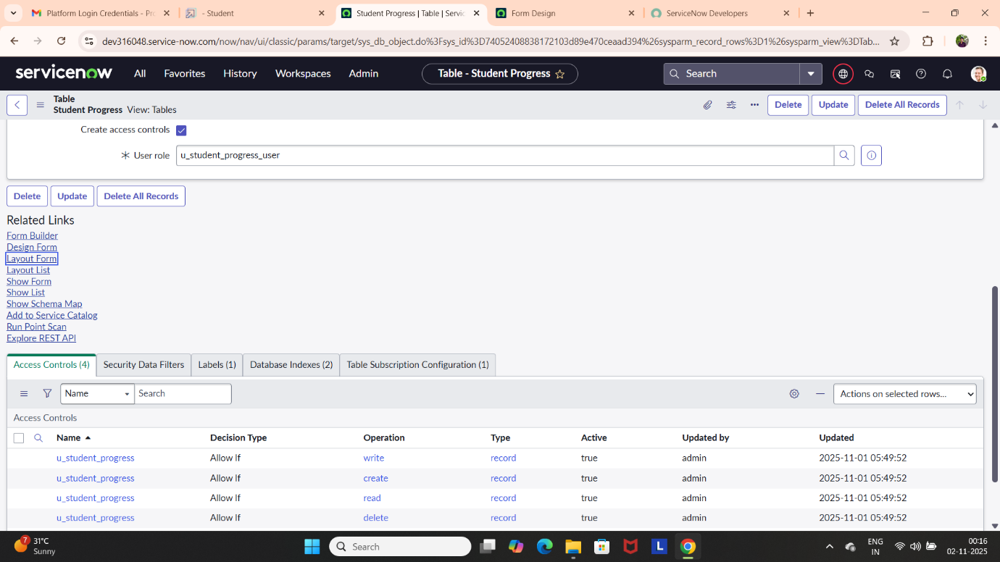 Platform Login Credentials - Pro
- Student
Student Progress | Table | Servic
Form Design
ServiceNow Developers
dev316048.service-now.com/now/nav/ui/classic/params/target/sys_db_object.do%3Fsys_id%3D74052408838172103d89e470ceaad394%26sysparm_record_rows%3D1%26sysparm_view%3DTab...
servicenow All Favorites History Workspaces Admin Table - Student Progress Search
Table
Student Progress View: Tables
Delete Update Delete All Records
Create access controls
User role u_student_progress_user
Delete Update Delete All Records
Related Links
Form Builder
Design Form
Layout Form
Layout List
Show Form
Show List
Show Schema Map
Add to Service Catalog
Run Point Scan
Explore REST API
Access Controls (4) Security Data Filters Labels (1) Database Indexes (2) Table Subscription Configuration (1)
Name Search Actions on selected rows...
Access Controls
Name Decision Type Operation Type Active Updated by Updated
u_student_progress Allow If write record true admin 2025-11-01 05:49:52
u_student_progress Allow If create record true admin 2025-11-01 05:49:52
u_student_progress Allow If read record true admin 2025-11-01 05:49:52
u_student_progress Allow If delete record true admin 2025-11-01 05:49:52
7 31°C
Sunny
Search
L
ENG
IN
00:16
02-11-2025